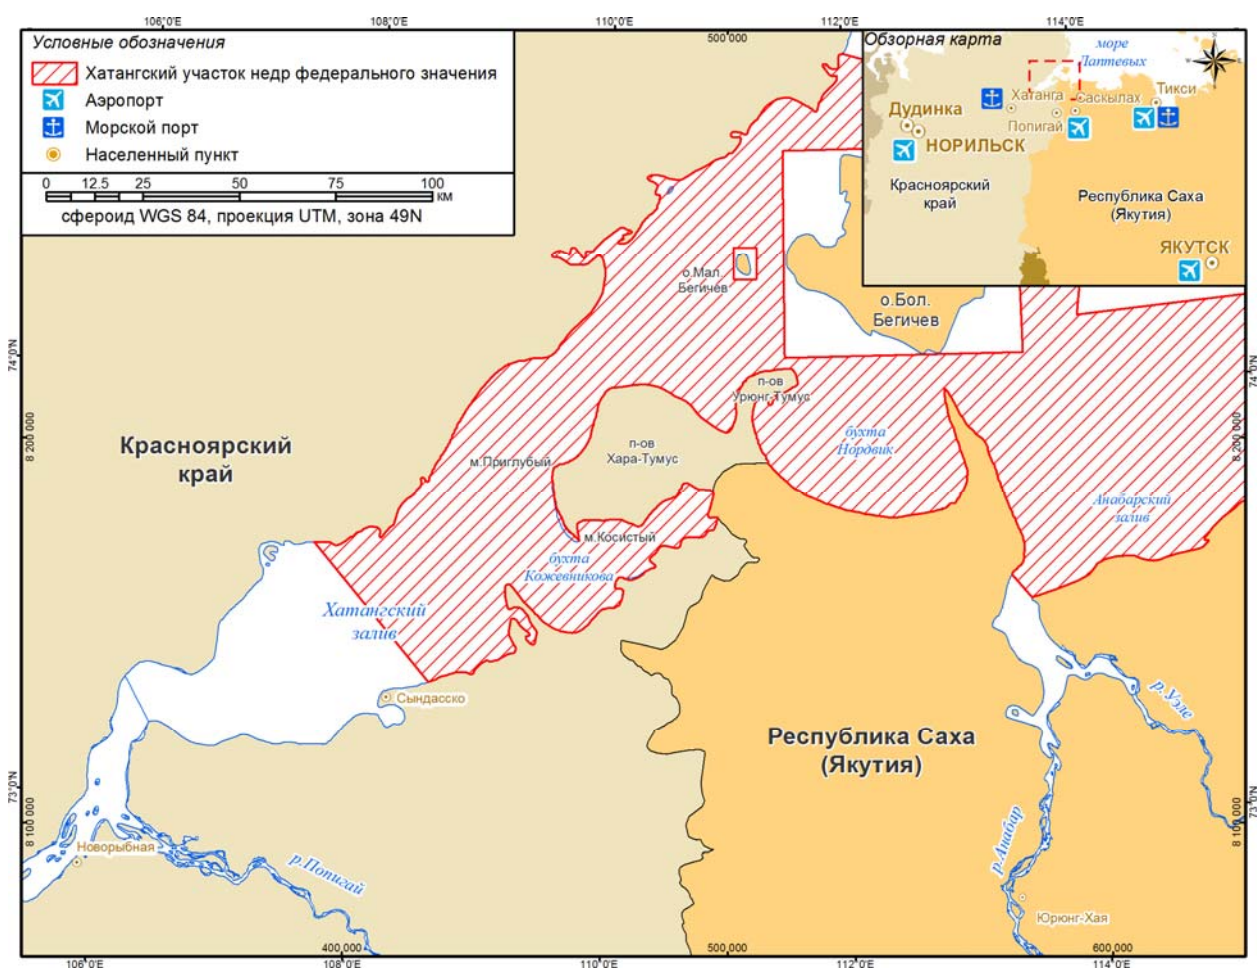 106°0'E
108°0'E
110°0'E
112°0'E
114°0'E
500 000
Условные обозначения
Хатангский участок недр федерального значения
Аэропорт
Морской порт
Населенный пункт
0 12.5 25 50 75 100
км
сфероид WGS 84, проекция UTM, зона 49N
Обзорная карта
море
Лаптевых
Хатанга
Саскылах
Тикси
Дудинка
Попигай
НОРИЛЬСК
Красноярский
край
Республика Саха
(Якутия)
ЯКУТСК
о.Мал.
Бегичев
о.Бол.
Бегичев
74°0'N
74°0'N
п-ов
Урюнг-Тумус
8 200 000
8 200 000
Красноярский
край
п-ов
Хара-Тумус
бухта
Нордвик
м.Приглубый
Анабарский
залив
м.Косистый
бухта
Кожевникова
Хатангский
залив
Сындасско
р.Уэле
Республика Саха
(Якутия)
73°0'N
73°0'N
8 100 000
8 100 000
Новорыбная
р.Попигай
р.Анабар
Юрюнг-Хая
400,000
500,000
600,000
106°0'E
108°0'E
110°0'E
112°0'E
114°0'E